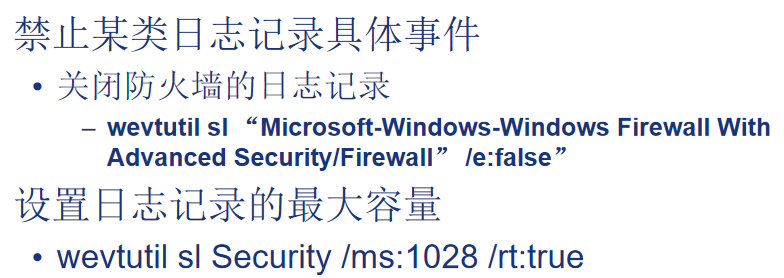 禁止某类日志记录具体事件
• 关闭防火墙的日志记录
– wevtutil sl “Microsoft-Windows-Windows Firewall With
Advanced Security/Firewall” /e:false”
设置日志记录的最大容量
• wevtutil sl Security /ms:1028 /rt:true